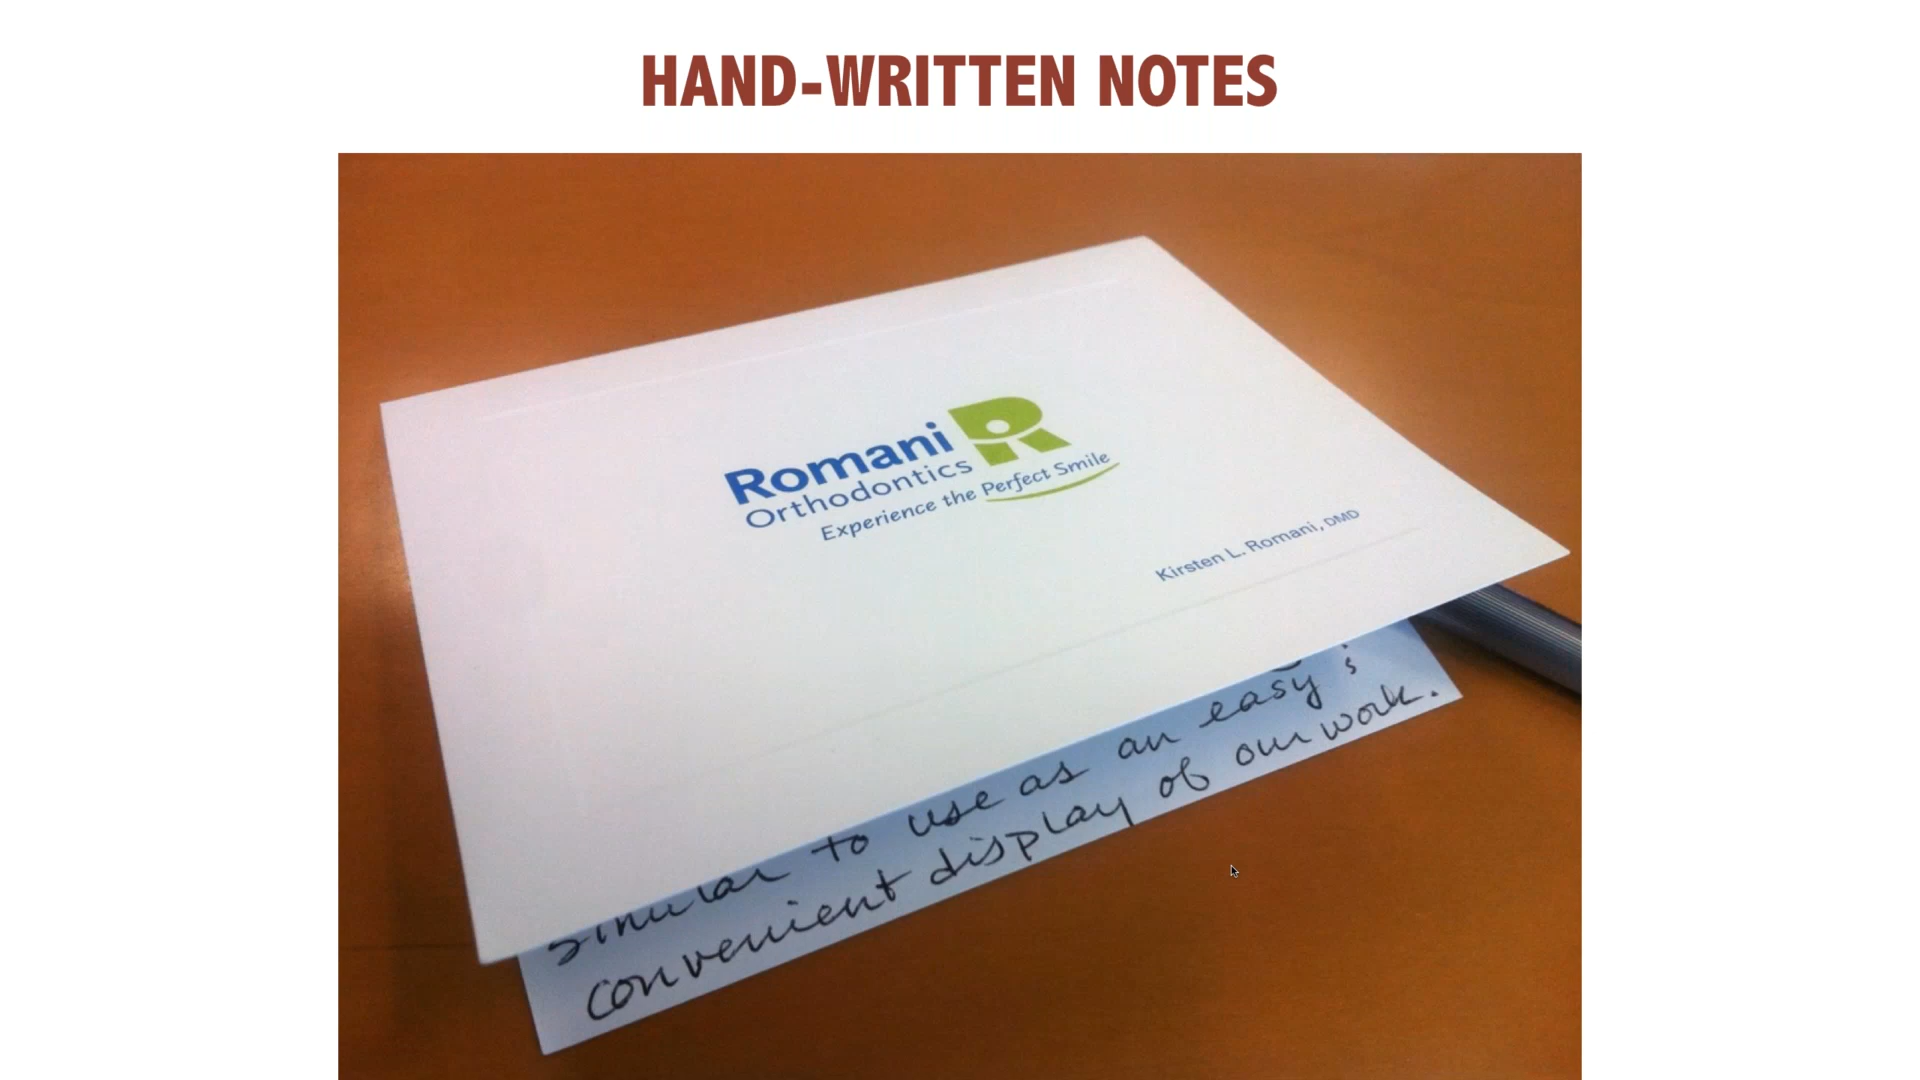 HAND-WRITTEN NOTES
Romani
Orthodontics
Experience the Perfect Smile
Kirsten L. Romani, DMD
similar to use as an easy &
convenient display of our work.